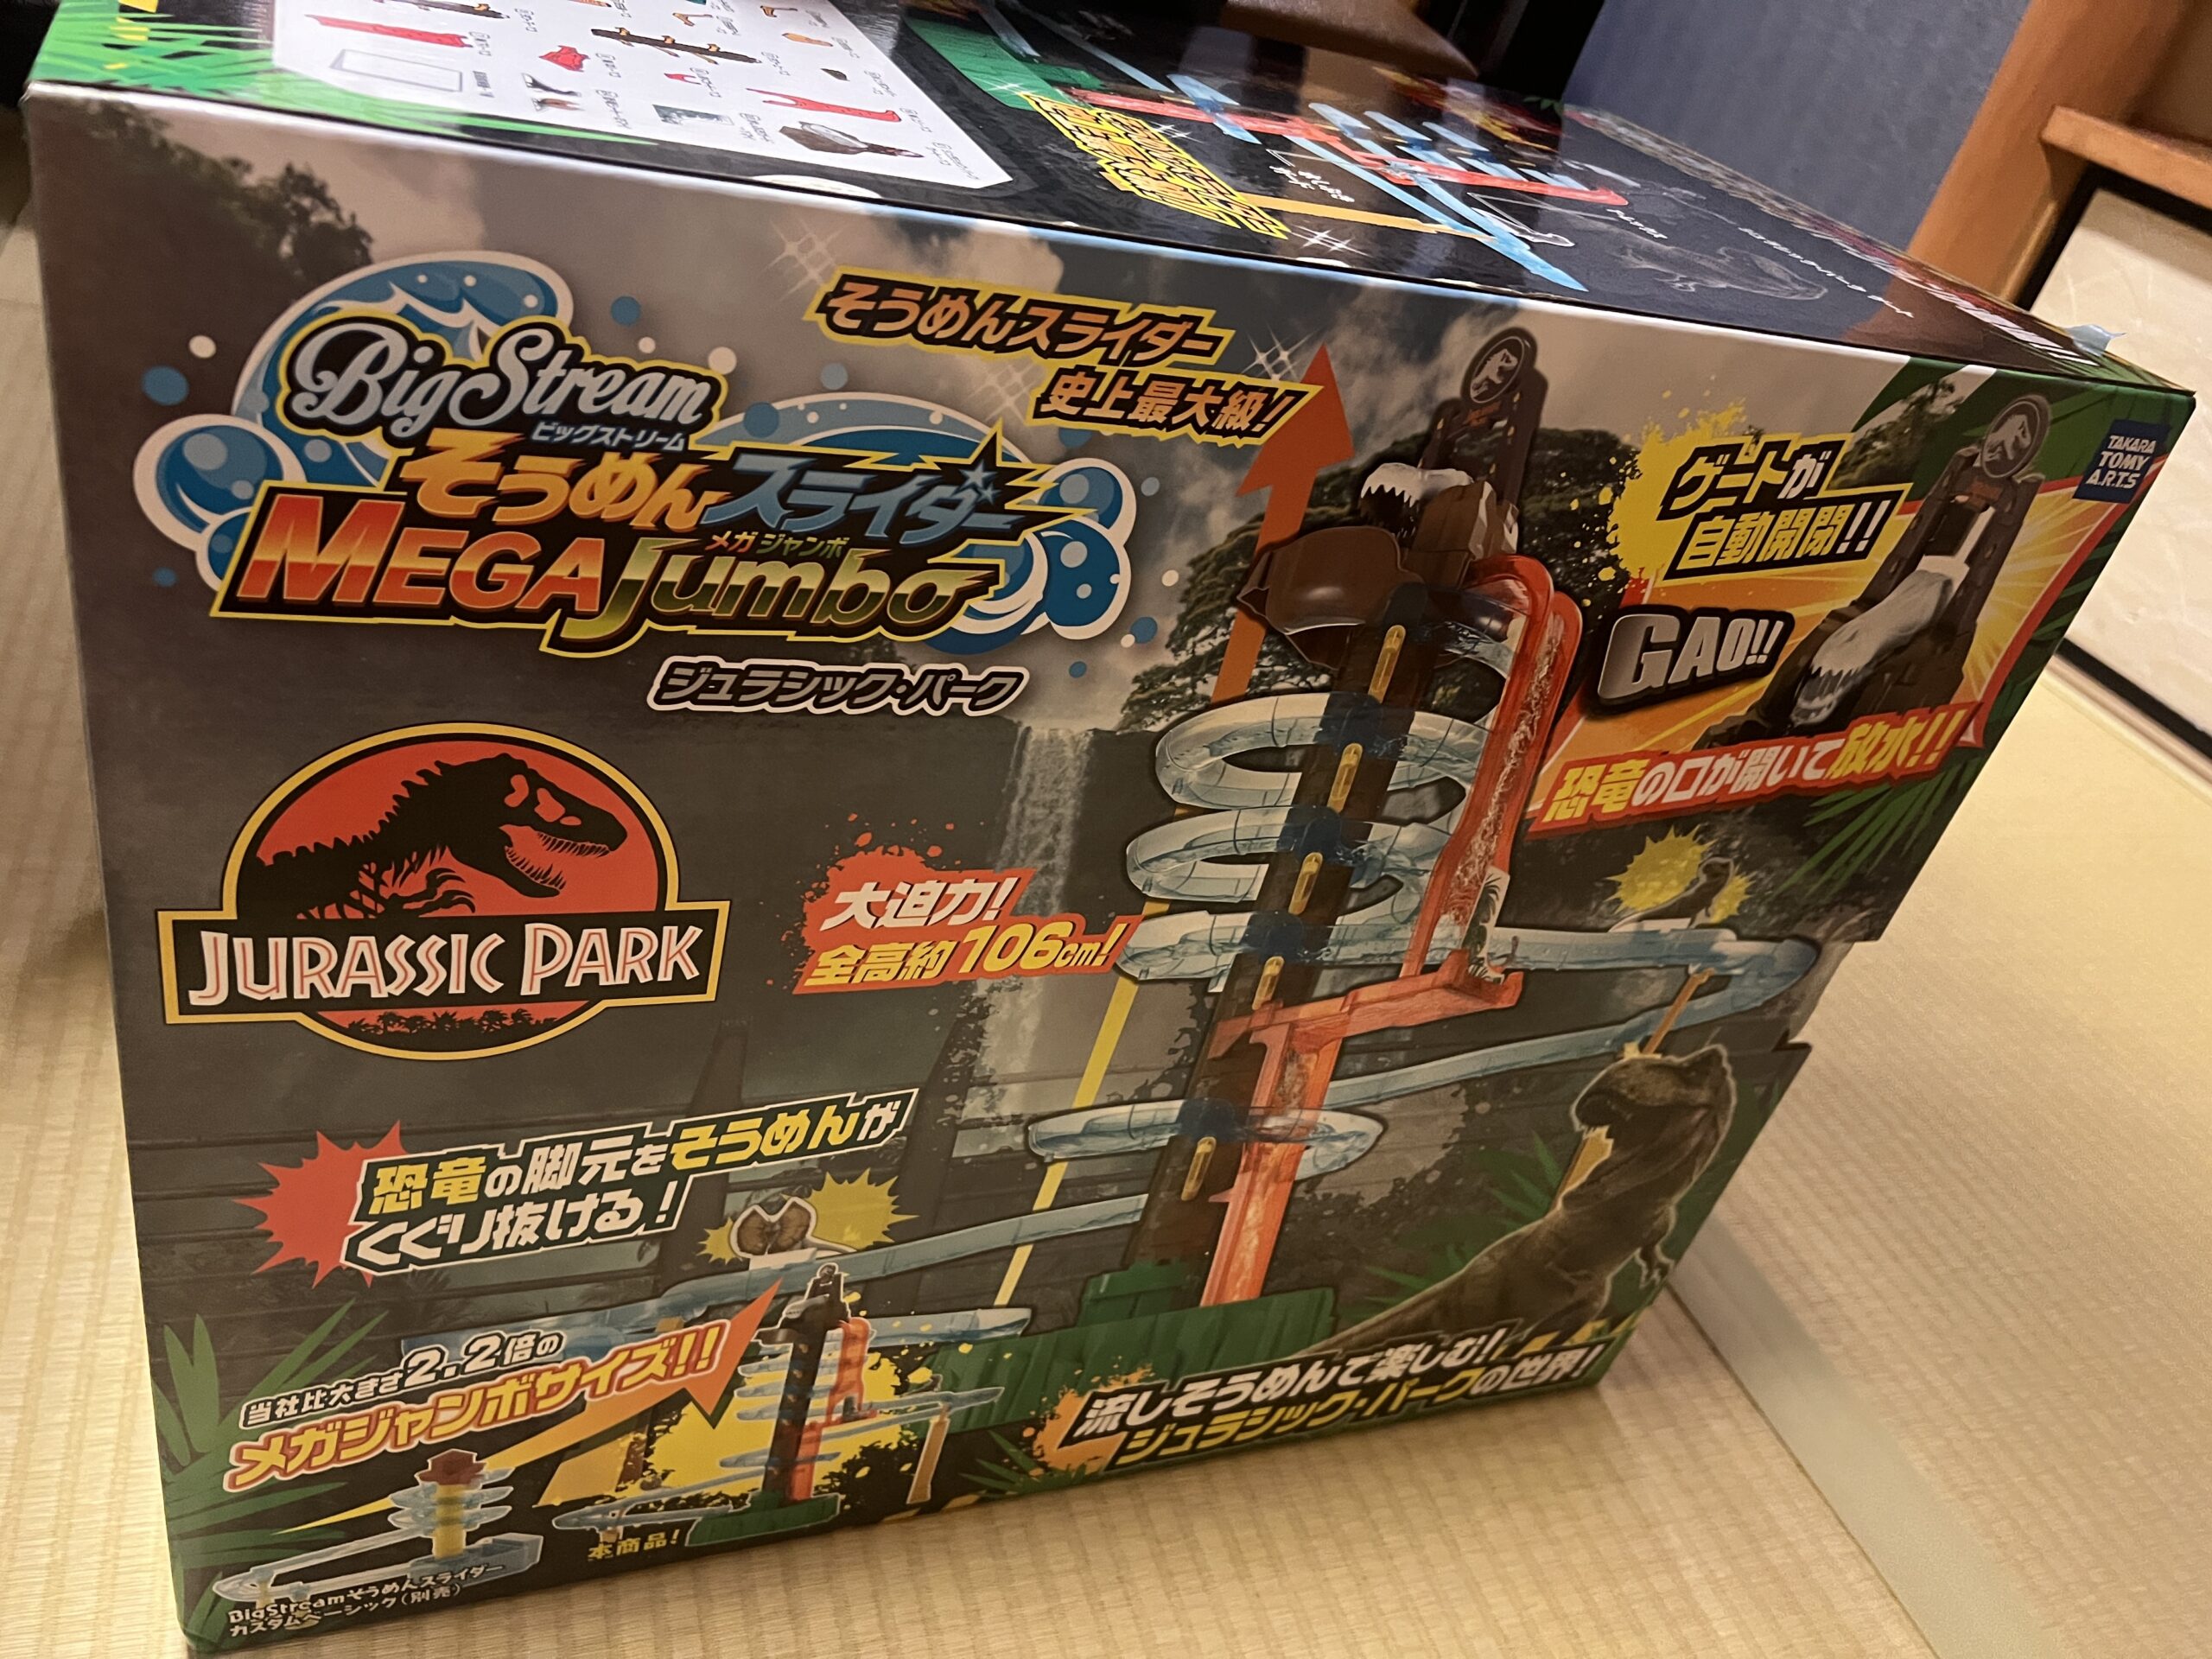 BigStream
ビッグストリーム
そうめんスライダー
MEGA Jumbo
メガジャンボ
ジュラシック・パーク
そうめんスライダー
史上最大級!
ゲートが
自動開閉!!
TAKARA
TOMY
A.R.T.S
GAO!!
恐竜の口が開いて放水!!
JURASSIC PARK
大迫力!
全高約106cm!
恐竜の脚元をそうめんが
くぐり抜ける!
当社比大きさ2.2倍の
メガジャンボサイズ!!
流しそうめんで楽しむ!
ジュラシック・パークの世界!
本商品!
BigStreamそうめんスライダー
カスタムベーシック(別売)